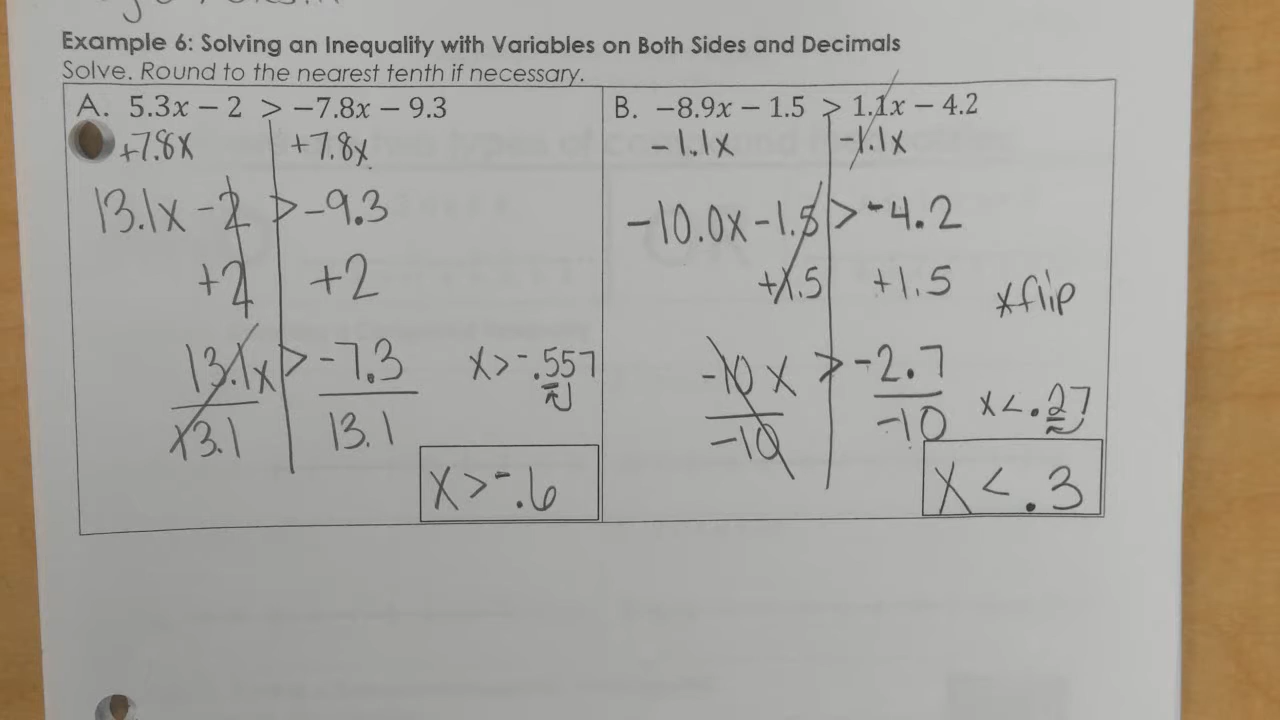 Example 6: Solving an Inequality with Variables on Both Sides and Decimals
Solve. Round to the nearest tenth if necessary.
A. 5.3x − 2 > −7.8x − 9.3
+7.8x +7.8x
13.1x -2 > -9.3
+2 +2
13.1x > -7.3
13.1 13.1
x > -.557
x > -.6
B. −8.9x − 1.5 > 1.1x − 4.2
-1.1x -1.1x
-10.0x -1.5 > -4.2
+1.5 +1.5
*flip
-10x > -2.7
-10 -10
x < .27
x < .3